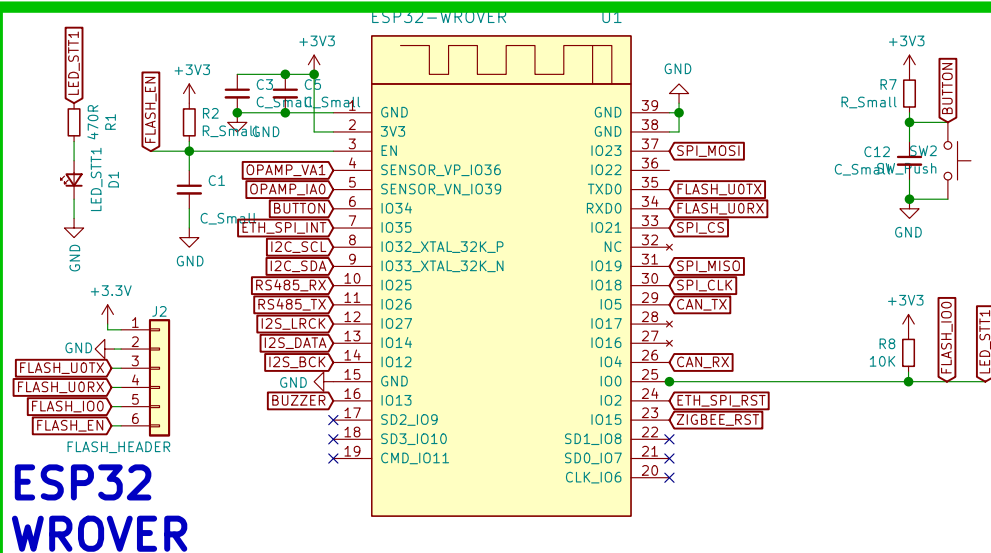 ESP32-WROVER U1
LED_STT1
470R
R1
LED_STT1
D1
GND
FLASH_EN
+3V3
R2
R_Small
C1
C_Small
GND
+3V3
C3
C_Small
C6
C_Small
GND
1 GND
2 3V3
3 EN
OPAMP_VA1 4 SENSOR_VP_IO36
OPAMP_IA0 5 SENSOR_VN_IO39
BUTTON 6 IO34
ETH_SPI_INT 7 IO35
I2C_SCL 8 IO32_XTAL_32K_P
I2C_SDA 9 IO33_XTAL_32K_N
RS485_RX 10 IO25
RS485_TX 11 IO26
I2S_LRCK 12 IO27
I2S_DATA 13 IO14
I2S_BCK 14 IO12
GND 15 GND
BUZZER 16 IO13
17 SD2_IO9
18 SD3_IO10
19 CMD_IO11
GND
GND 39
GND 38
IO23 37 SPI_MOSI
IO22 36
TXD0 35 FLASH_U0TX
RXD0 34 FLASH_U0RX
IO21 33 SPI_CS
NC 32
IO19 31 SPI_MISO
IO18 30 SPI_CLK
IO5 29 CAN_TX
IO17 28
IO16 27
IO4 26 CAN_RX
IO0 25
IO2 24 ETH_SPI_RST
IO15 23 ZIGBEE_RST
SD1_IO8 22
SD0_IO7 21
CLK_IO6 20
+3V3
R7
R_Small
BUTTON
C12
C_Small
SW2
SW_Push
GND
+3V3
R8
10K
FLASH_IO0
LED_STT1
+3.3V
J2
1
GND 2
FLASH_U0TX 3
FLASH_U0RX 4
FLASH_IO0 5
FLASH_EN 6
FLASH_HEADER
ESP32
WROVER